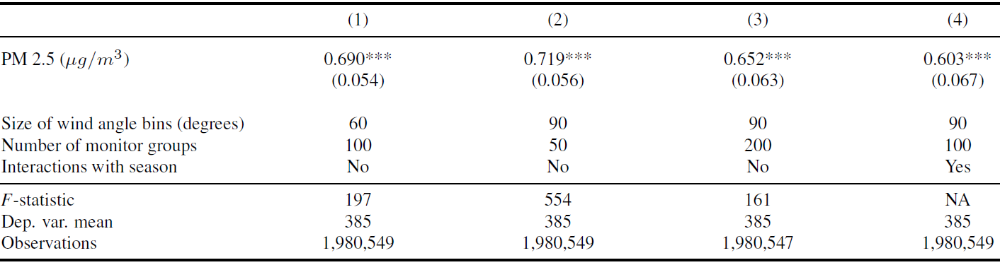 (1) (2) (3) (4)
PM 2.5 (μg/m³) 0.690*** 0.719*** 0.652*** 0.603***
(0.054) (0.056) (0.063) (0.067)
Size of wind angle bins (degrees) 60 90 90 90
Number of monitor groups 100 50 200 100
Interactions with season No No No Yes
F-statistic 197 554 161 NA
Dep. var. mean 385 385 385 385
Observations 1,980,549 1,980,549 1,980,547 1,980,549